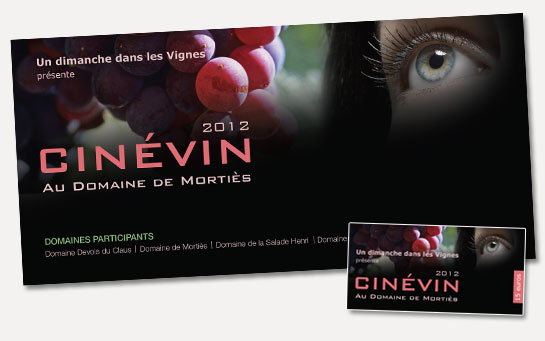 Un dimanche dans les Vignes
présente
2012
CINÉVIN
AU DOMAINE DE MORTIÈS
DOMAINES PARTICIPANTS
Domaine Devois du Claus | Domaine de Mortiès | Domaine de la Salade Henri | Domaine
Un dimanche dans les Vignes
présente
2012
CINÉVIN
AU DOMAINE DE MORTIÈS
15 euros